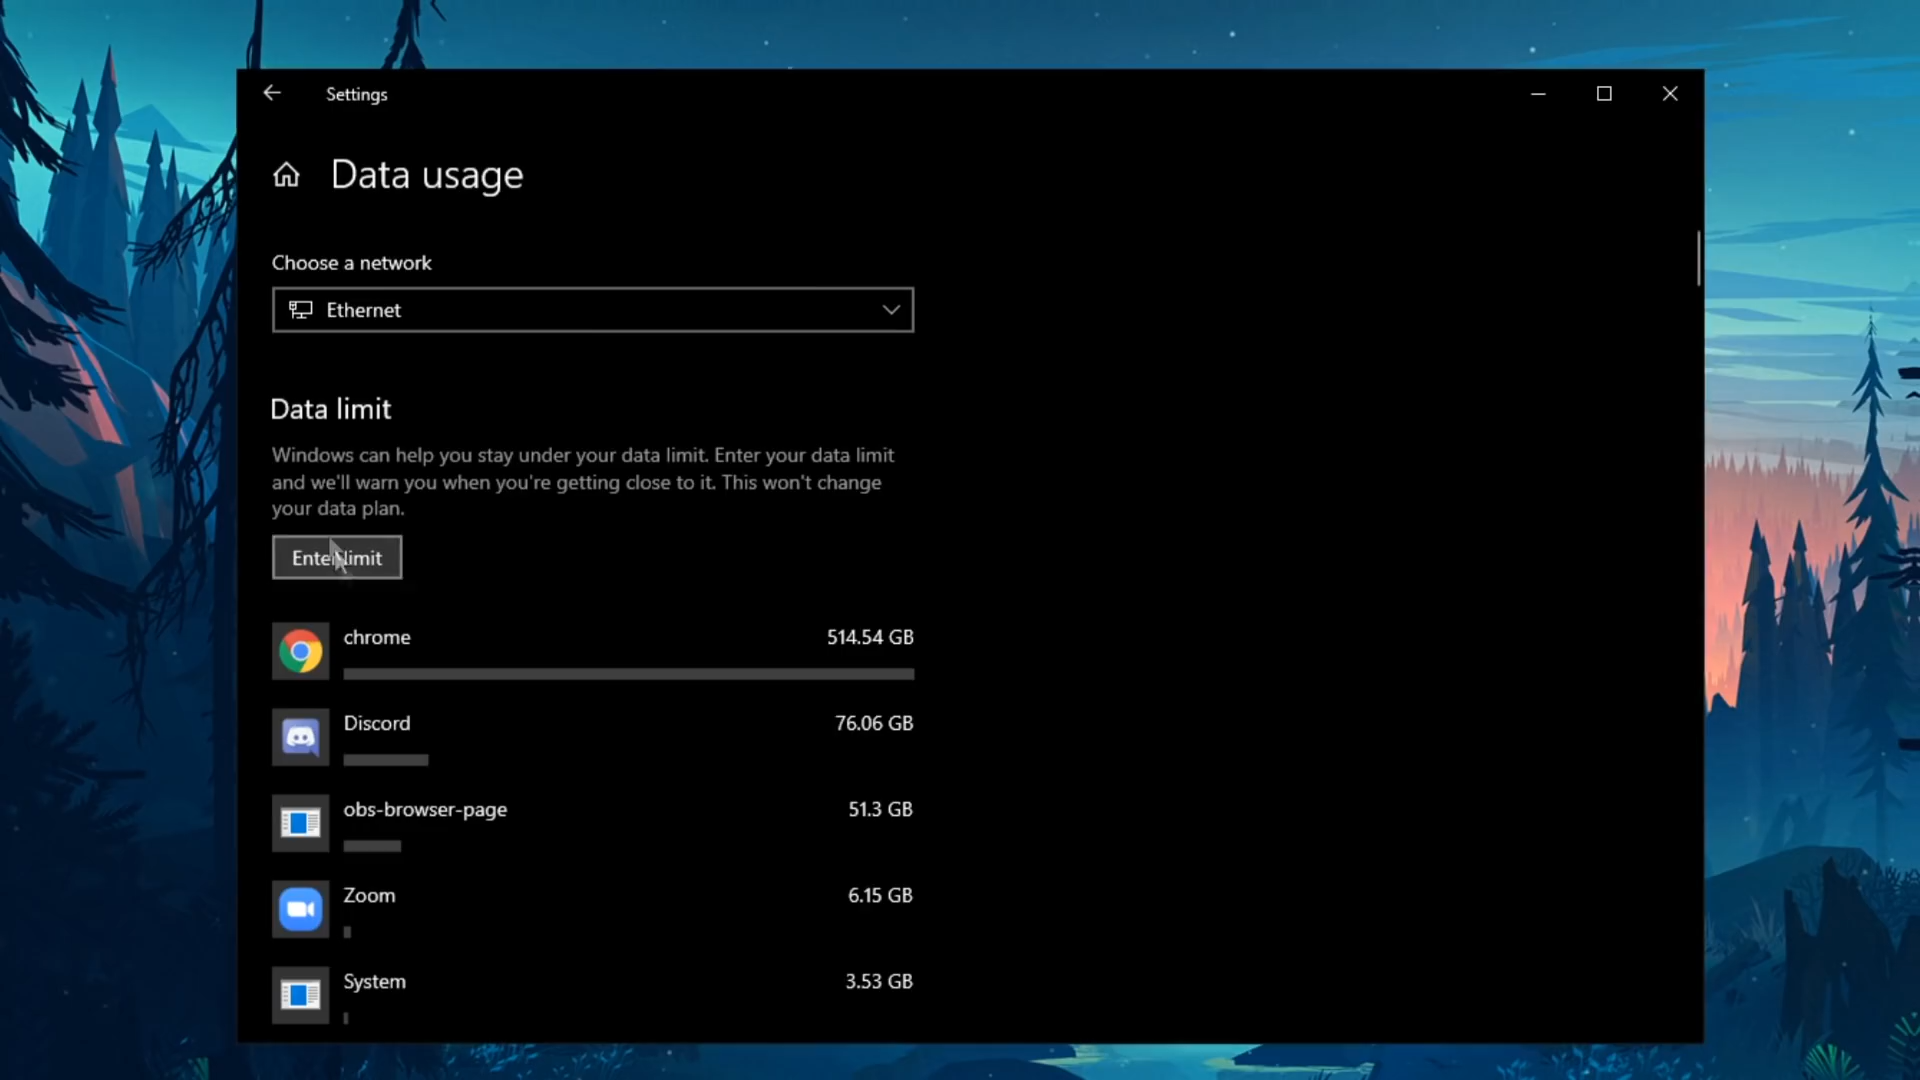 Settings
Data usage
Choose a network
Ethernet
Data limit
Windows can help you stay under your data limit. Enter your data limit
and we'll warn you when you're getting close to it. This won't change
your data plan.
Enter limit
chrome 514.54 GB
Discord 76.06 GB
obs-browser-page 51.3 GB
Zoom 6.15 GB
System 3.53 GB